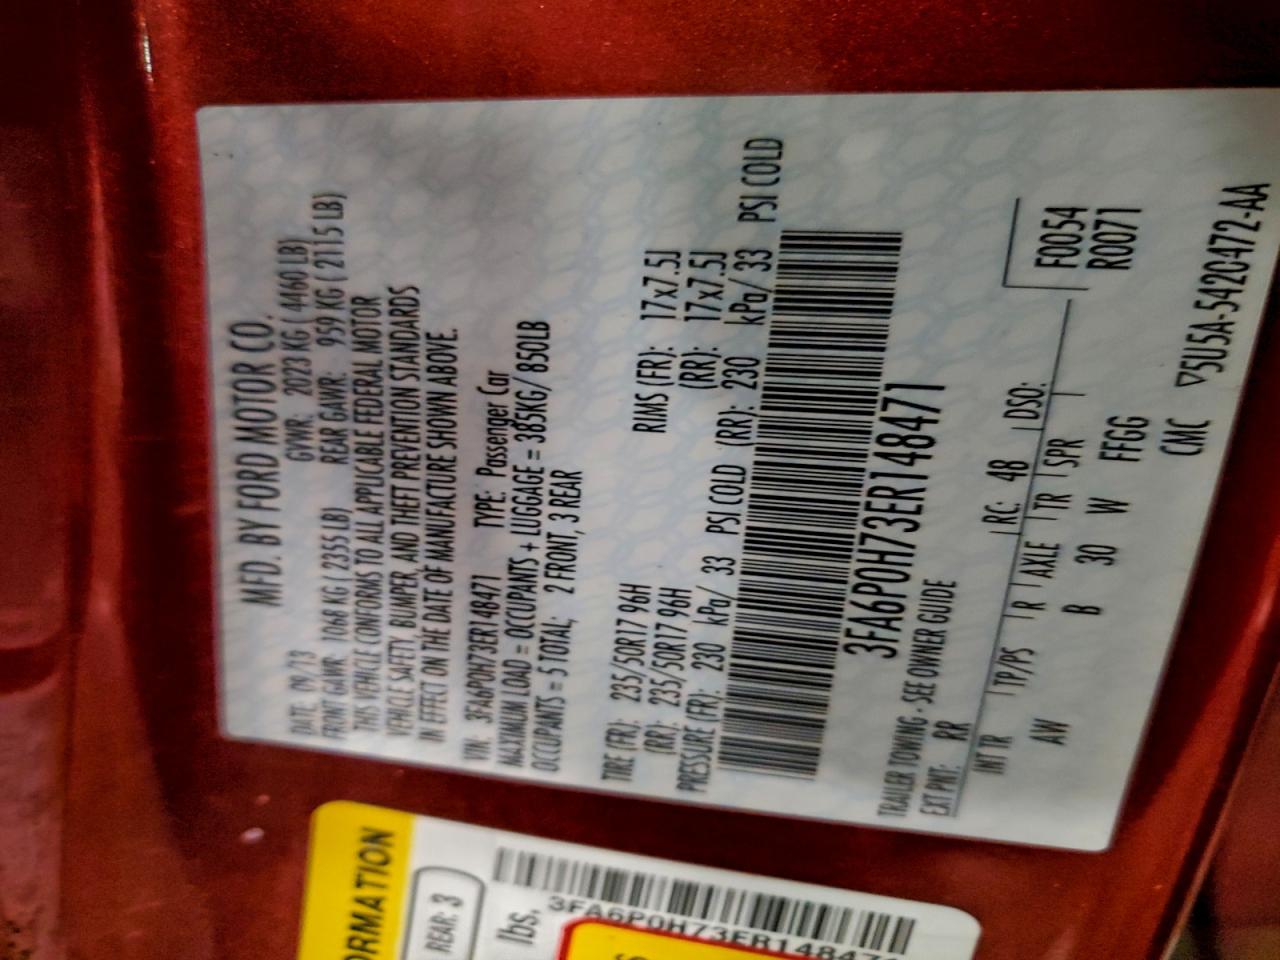 MFD. BY FORD MOTOR CO.
DATE: 09/13 GVWR: 2023 KG ( 4460 LB)
FRONT GAWR: 1068 KG ( 2355 LB) REAR GAWR: 959 KG ( 2115 LB)
THIS VEHICLE CONFORMS TO ALL APPLICABLE FEDERAL MOTOR
VEHICLE SAFETY, BUMPER, AND THEFT PREVENTION STANDARDS
IN EFFECT ON THE DATE OF MANUFACTURE SHOWN ABOVE.
VIN: 3FA6P0H73ER148471 TYPE: Passenger Car
MAXIMUM LOAD = OCCUPANTS + LUGGAGE = 385KG/ 850LB
OCCUPANTS = 5 TOTAL; 2 FRONT, 3 REAR
TIRE (FR): 235/50R17 96H RIMS (FR): 17x7.5J
(RR): 235/50R17 96H (RR): 17x7.5J
PRESSURE (FR): 230 kPa/ 33 PSI COLD (RR): 230 kPa/ 33 PSI COLD
3FA6P0H73ER148471
TRAILER TOWING - SEE OWNER GUIDE
EXT PNT: RR RC: 48 DSO:
F0054
R0071
INT TR TP/PS R AXLE TR SPR
AW B 30 W FFGG
CMC ▽5U5A-5420472-AA
ORMATION
REAR: 3
lbs.
3FA6P0H73ER148471